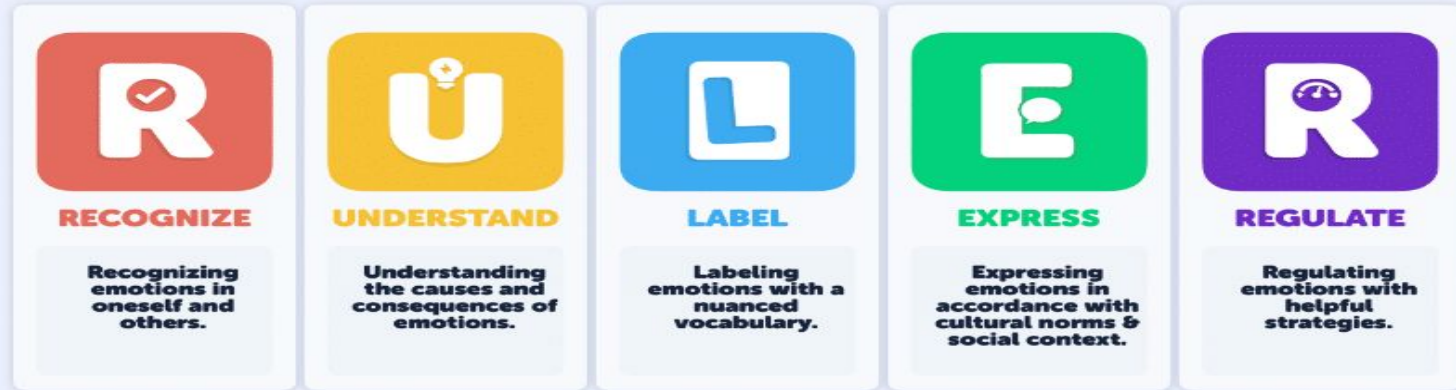 R
RECOGNIZE
Recognizing
emotions in
oneself and
others.
U
UNDERSTAND
Understanding
the causes and
consequences of
emotions.
L
LABEL
Labeling
emotions with a
nuanced
vocabulary.
E
EXPRESS
Expressing
emotions in
accordance with
cultural norms &
social context.
R
REGULATE
Regulating
emotions with
helpful
strategies.